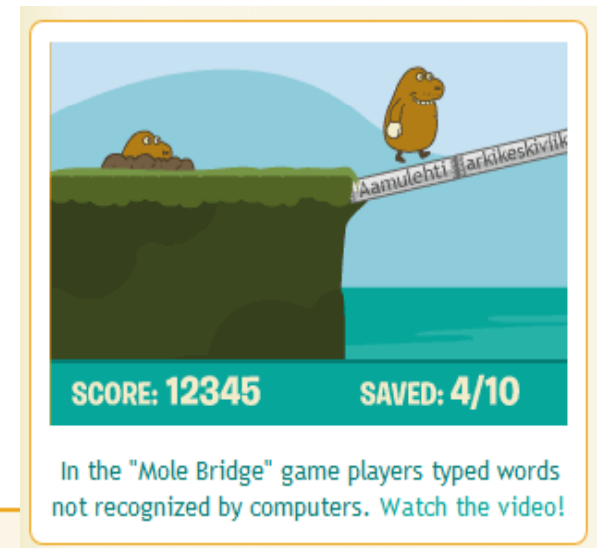 Aamulehti arkikeskiviik
SCORE: 12345 SAVED: 4/10
In the "Mole Bridge" game players typed words
not recognized by computers. Watch the video!